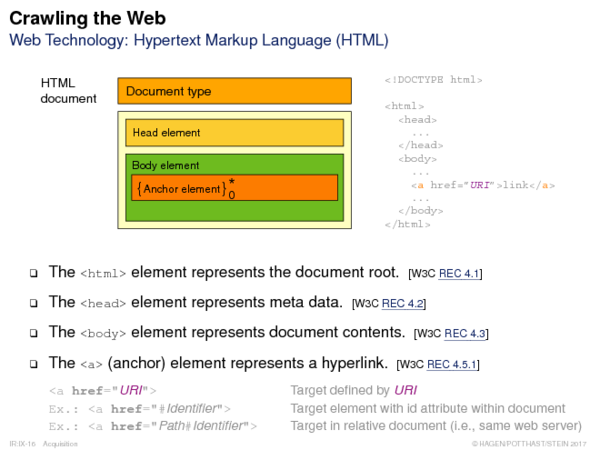 Crawling the Web
Web Technology: Hypertext Markup Language (HTML)
HTML
document
Document type
Head element
Body element
{Anchor element}*0
<!DOCTYPE html>
<html>
<head>
...
</head>
<body>
...
<a href="URI">link</a>
...
</body>
</html>
❑ The <html> element represents the document root. [W3C REC 4.1]
❑ The <head> element represents meta data. [W3C REC 4.2]
❑ The <body> element represents document contents. [W3C REC 4.3]
❑ The <a> (anchor) element represents a hyperlink. [W3C REC 4.5.1]
<a href="URI"> Target defined by URI
Ex.: <a href="#Identifier"> Target element with id attribute within document
Ex.: <a href="Path#Identifier"> Target in relative document (i.e., same web server)
IR:IX-16 Acquisition © HAGEN/POTTHAST/STEIN 2017